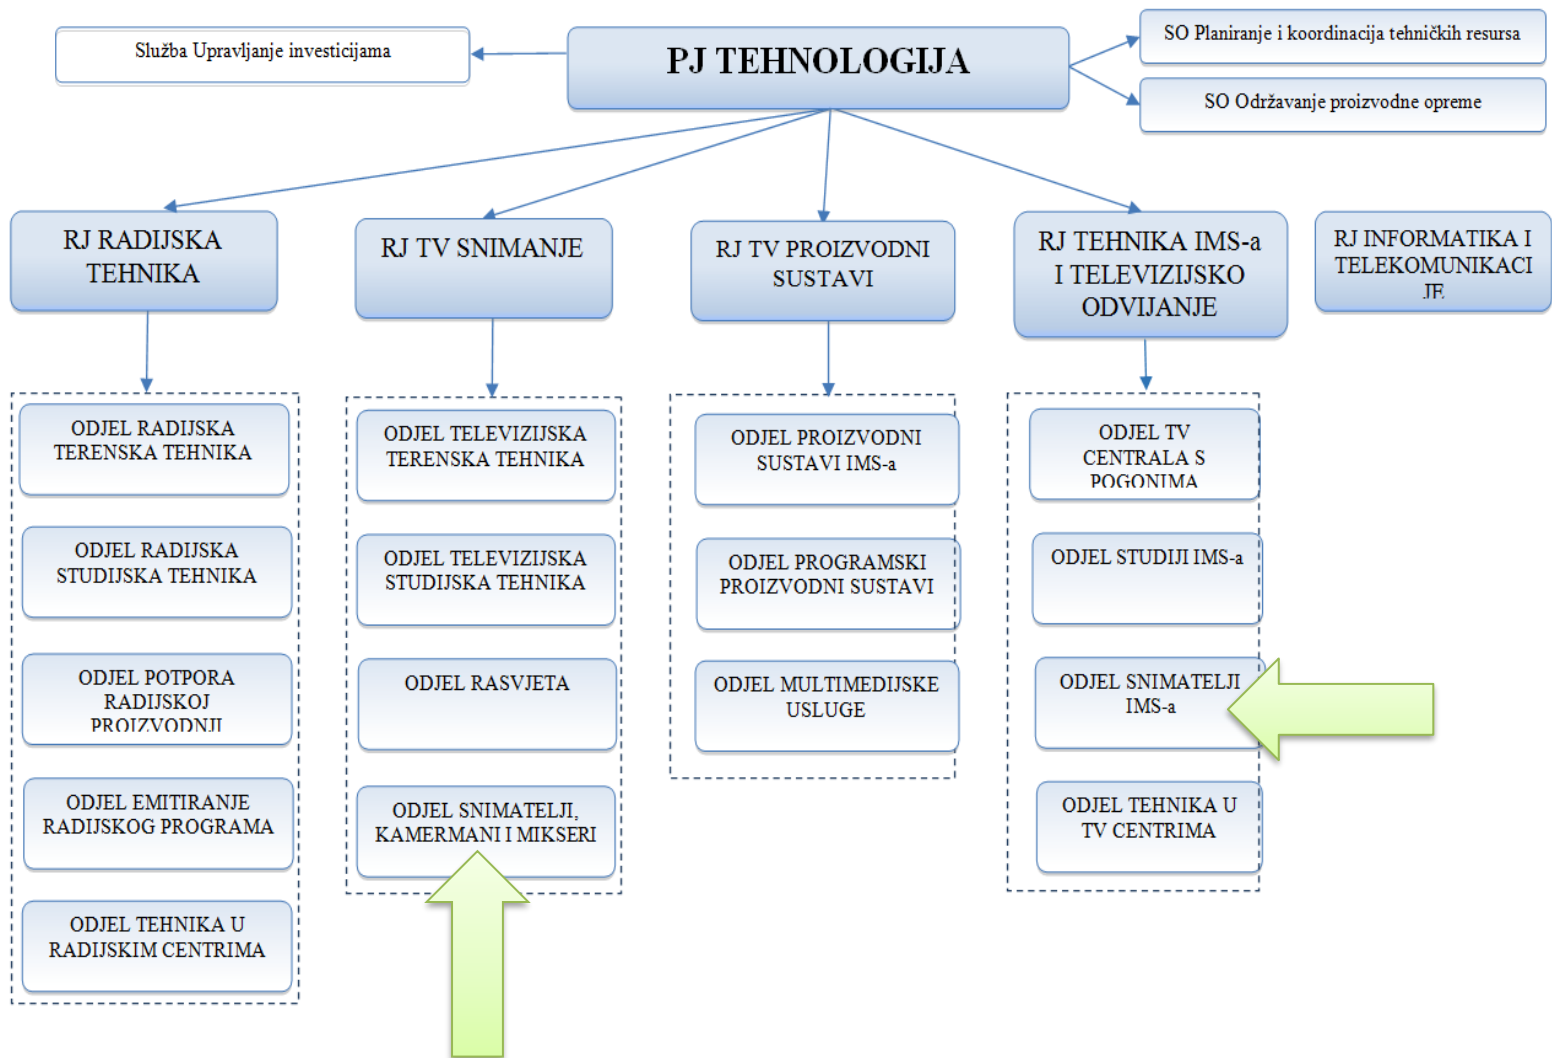 Služba Upravljanje investicijama
PJ TEHNOLOGIJA
SO Planiranje i koordinacija tehničkih resursa
SO Održavanje proizvodne opreme
RJ RADIJSKA
TEHNIKA
RJ TV SNIMANJE
RJ TV PROIZVODNI
SUSTAVI
RJ TEHNIKA IMS-a
I TELEVIZIJSKO
ODVIJANJE
RJ INFORMATIKA I
TELEKOMUNIKACI
JE
ODJEL RADIJSKA
TERENSKA TEHNIKA
ODJEL RADIJSKA
STUDIJSKA TEHNIKA
ODJEL POTPORA
RADIJSKOJ
PROIZVODNJI
ODJEL EMITIRANJE
RADIJSKOG PROGRAMA
ODJEL TEHNIKA U
RADIJSKIM CENTRIMA
ODJEL TELEVIZIJSKA
TERENSKA TEHNIKA
ODJEL TELEVIZIJSKA
STUDIJSKA TEHNIKA
ODJEL RASVJETA
ODJEL SNIMATELJI,
KAMERMANI I MIKSERI
ODJEL PROIZVODNI
SUSTAVI IMS-a
ODJEL PROGRAMSKI
PROIZVODNI SUSTAVI
ODJEL MULTIMEDIJSKE
USLUGE
ODJEL TV
CENTRALA S
POGONIMA
ODJEL STUDIJI IMS-a
ODJEL SNIMATELJI
IMS-a
ODJEL TEHNIKA U
TV CENTRIMA